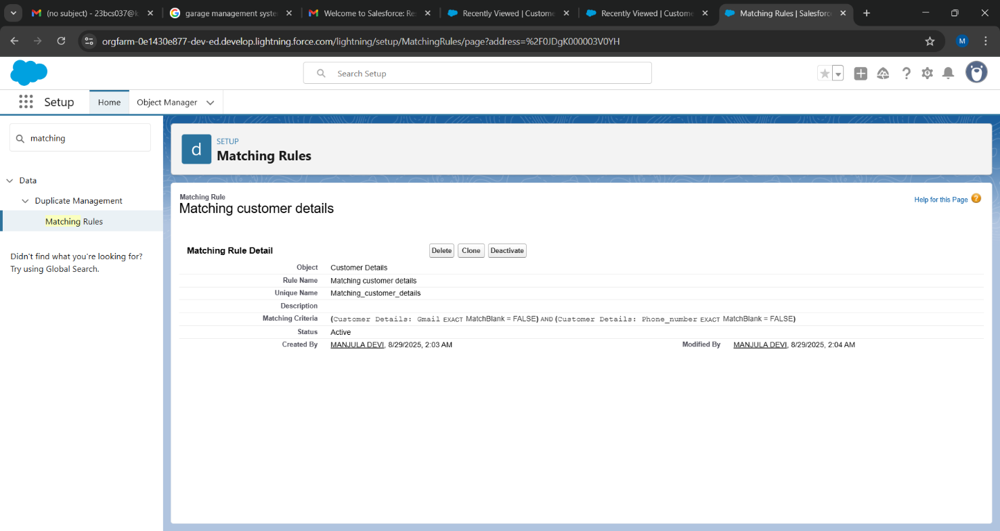 (no subject) - 23bcs037@k
garage management syste
Welcome to Salesforce: Re
Recently Viewed | Custome
Recently Viewed | Custome
Matching Rules | Salesforc
orgfarm-0e1430e877-dev-ed.develop.lightning.force.com/lightning/setup/MatchingRules/page?address=%2F0JDgK000003V0YH
M
Search Setup
Setup
Home
Object Manager
matching
Data
Duplicate Management
Matching Rules
Didn't find what you're looking for?
Try using Global Search.
d
SETUP
Matching Rules
Matching Rule
Matching customer details
Help for this Page ?
Matching Rule Detail
Delete
Clone
Deactivate
Object Customer Details
Rule Name Matching customer details
Unique Name Matching_customer_details
Description
Matching Criteria (Customer Details: Gmail EXACT MatchBlank = FALSE) AND (Customer Details: Phone_number EXACT MatchBlank = FALSE)
Status Active
Created By MANJULA DEVI, 8/29/2025, 2:03 AM Modified By MANJULA DEVI, 8/29/2025, 2:04 AM